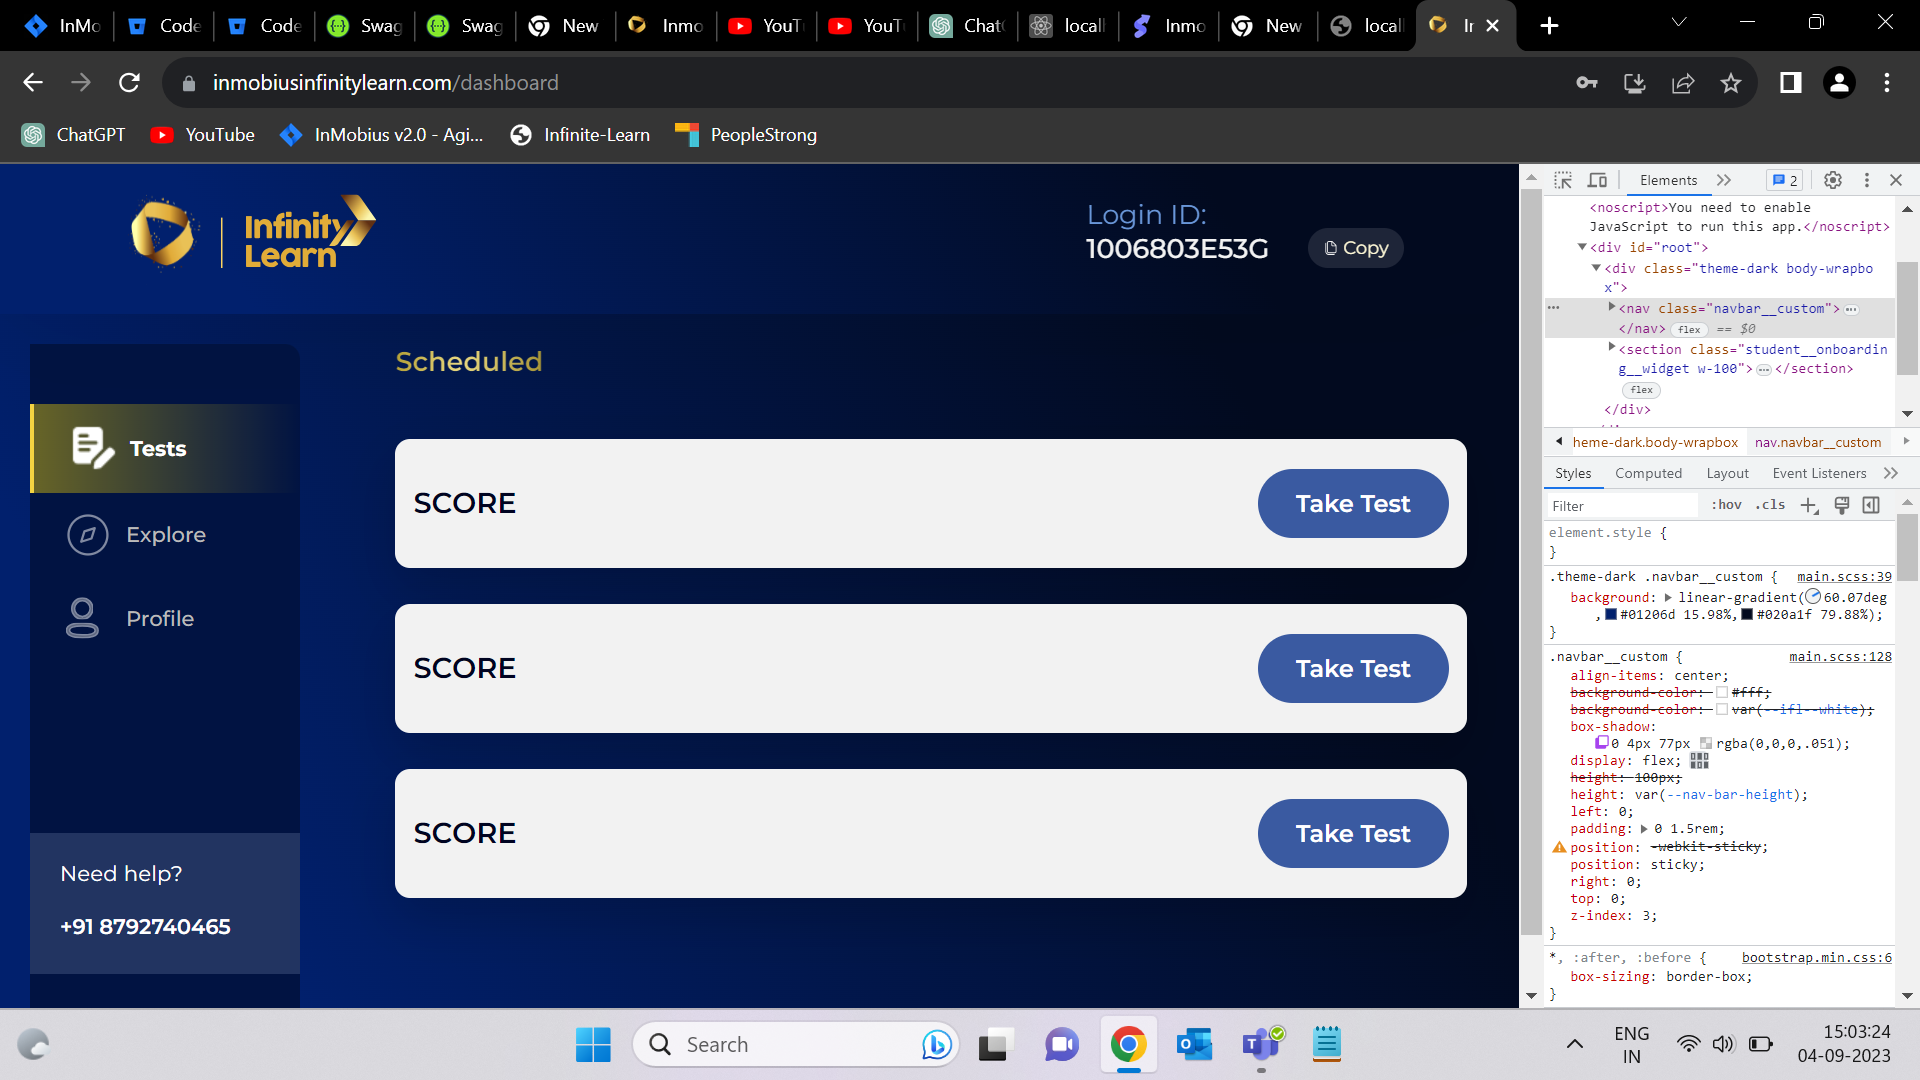 InMo
Code
Code
Swag
Swag
New
Inmo
YouT
YouT
Chat
local
Inmo
New
local
inmobiusinfinitylearn.com/dashboard
ChatGPT
YouTube
InMobius v2.0 - Agi...
Infinite-Learn
PeopleStrong
Infinity
Learn
Login ID:
1006803E53G
Copy
Scheduled
Tests
Explore
Profile
Need help?
+91 8792740465
SCORE
Take Test
SCORE
Take Test
SCORE
Take Test
Elements
2
<noscript>You need to enable
JavaScript to run this app.</noscript>
<div id="root">
<div class="theme-dark body-wrapbo
x">
<nav class="navbar__custom">
</nav> flex == $0
<section class="student__onboardin
g__widget w-100"> </section>
flex
</div>
heme-dark.body-wrapbox
nav.navbar__custom
Styles
Computed
Layout
Event Listeners
Filter
:hov
.cls
element.style {
}
.theme-dark .navbar__custom {
main.scss:39
background: linear-gradient(60.07deg
,#01206d 15.98%,#020a1f 79.88%);
}
.navbar__custom {
main.scss:128
align-items: center;
background-color: #fff;
background-color: var(--ifl--white);
box-shadow:
0 4px 77px rgba(0,0,0,.051);
display: flex;
height: 100px;
height: var(--nav-bar-height);
left: 0;
padding: 0 1.5rem;
position: -webkit-sticky;
position: sticky;
right: 0;
top: 0;
z-index: 3;
}
*, :after, :before {
bootstrap.min.css:6
box-sizing: border-box;
}
Search
ENG
IN
15:03:24
04-09-2023